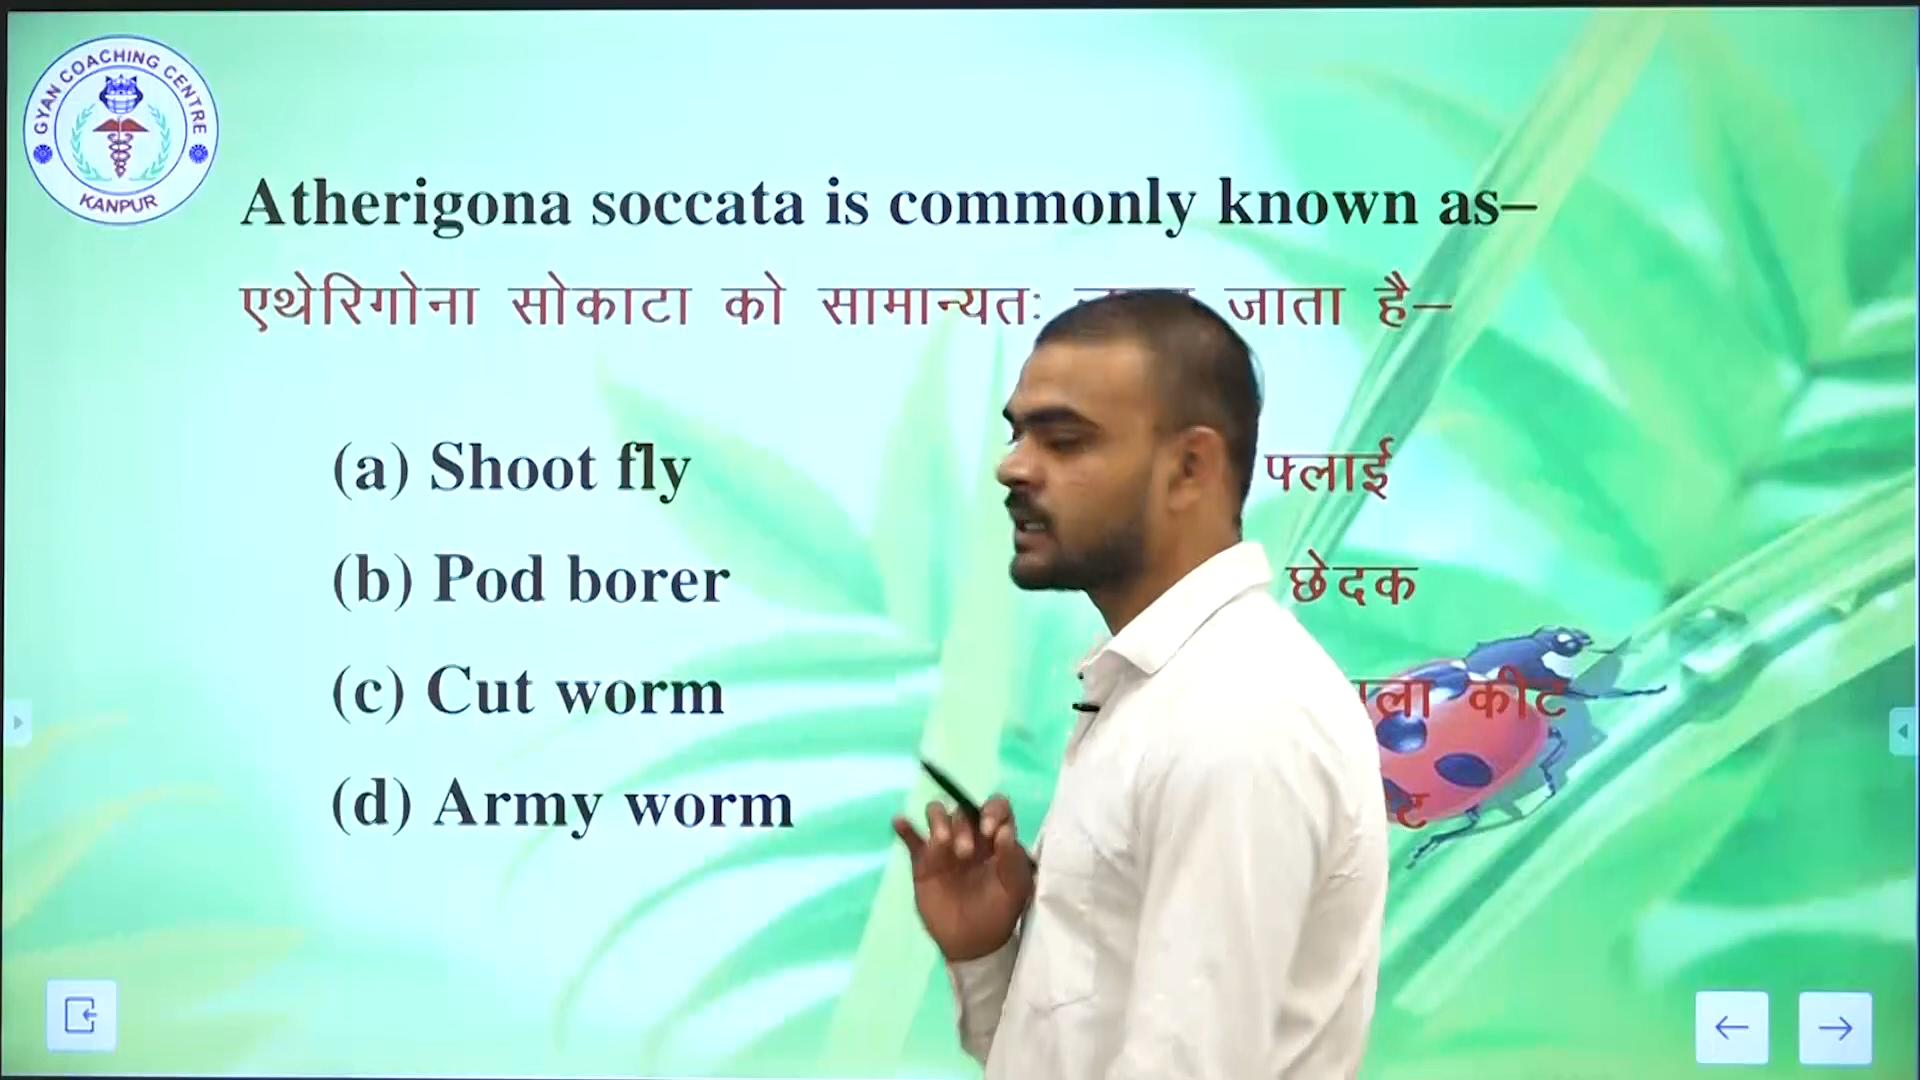 GYAN COACHING CENTRE
KANPUR
Atherigona soccata is commonly known as–
एथेरिगोना सोकाटा को सामान्यतः जाता है–
(a) Shoot fly फ्लाई
(b) Pod borer छेदक
(c) Cut worm कीट
(d) Army worm